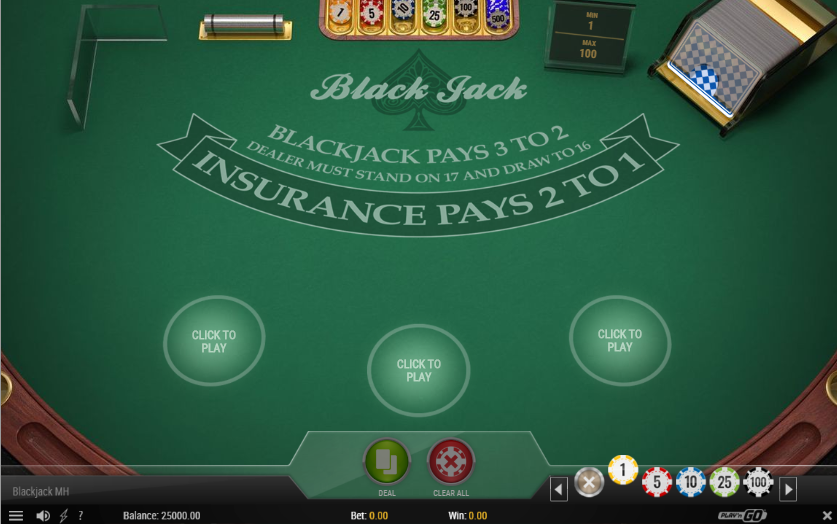 1
5
10
25
100
500
MIN
1
MAX
100
Black Jack
BLACKJACK PAYS 3 TO 2
DEALER MUST STAND ON 17 AND DRAW TO 16
INSURANCE PAYS 2 TO 1
CLICK TO
PLAY
CLICK TO
PLAY
CLICK TO
PLAY
DEAL
CLEAR ALL
1
5
10
25
100
Blackjack MH
?
Balance: 25000.00
Bet: 0.00
Win: 0.00
PLAY'N GO